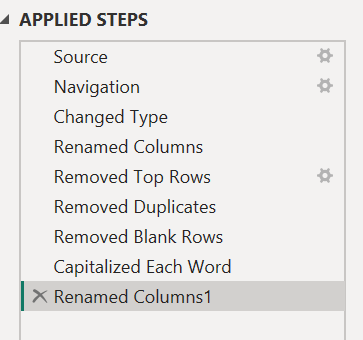 APPLIED STEPS
Source
Navigation
Changed Type
Renamed Columns
Removed Top Rows
Removed Duplicates
Removed Blank Rows
Capitalized Each Word
Renamed Columns1